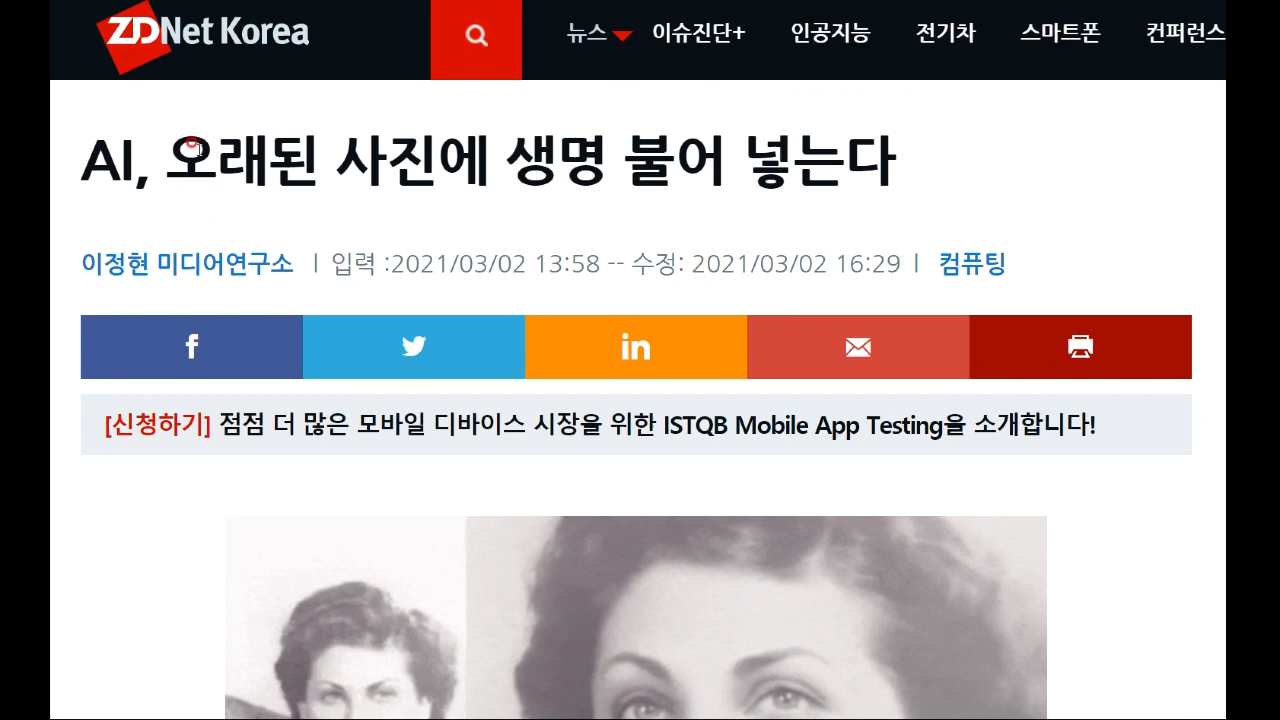 ZDNet Korea
뉴스 이슈진단+ 인공지능 전기차 스마트폰 컨퍼런스
AI, 오래된 사진에 생명 불어 넣는다
이정현 미디어연구소 | 입력 :2021/03/02 13:58 -- 수정: 2021/03/02 16:29 | 컴퓨팅
f in
[신청하기] 점점 더 많은 모바일 디바이스 시장을 위한 ISTQB Mobile App Testing을 소개합니다!